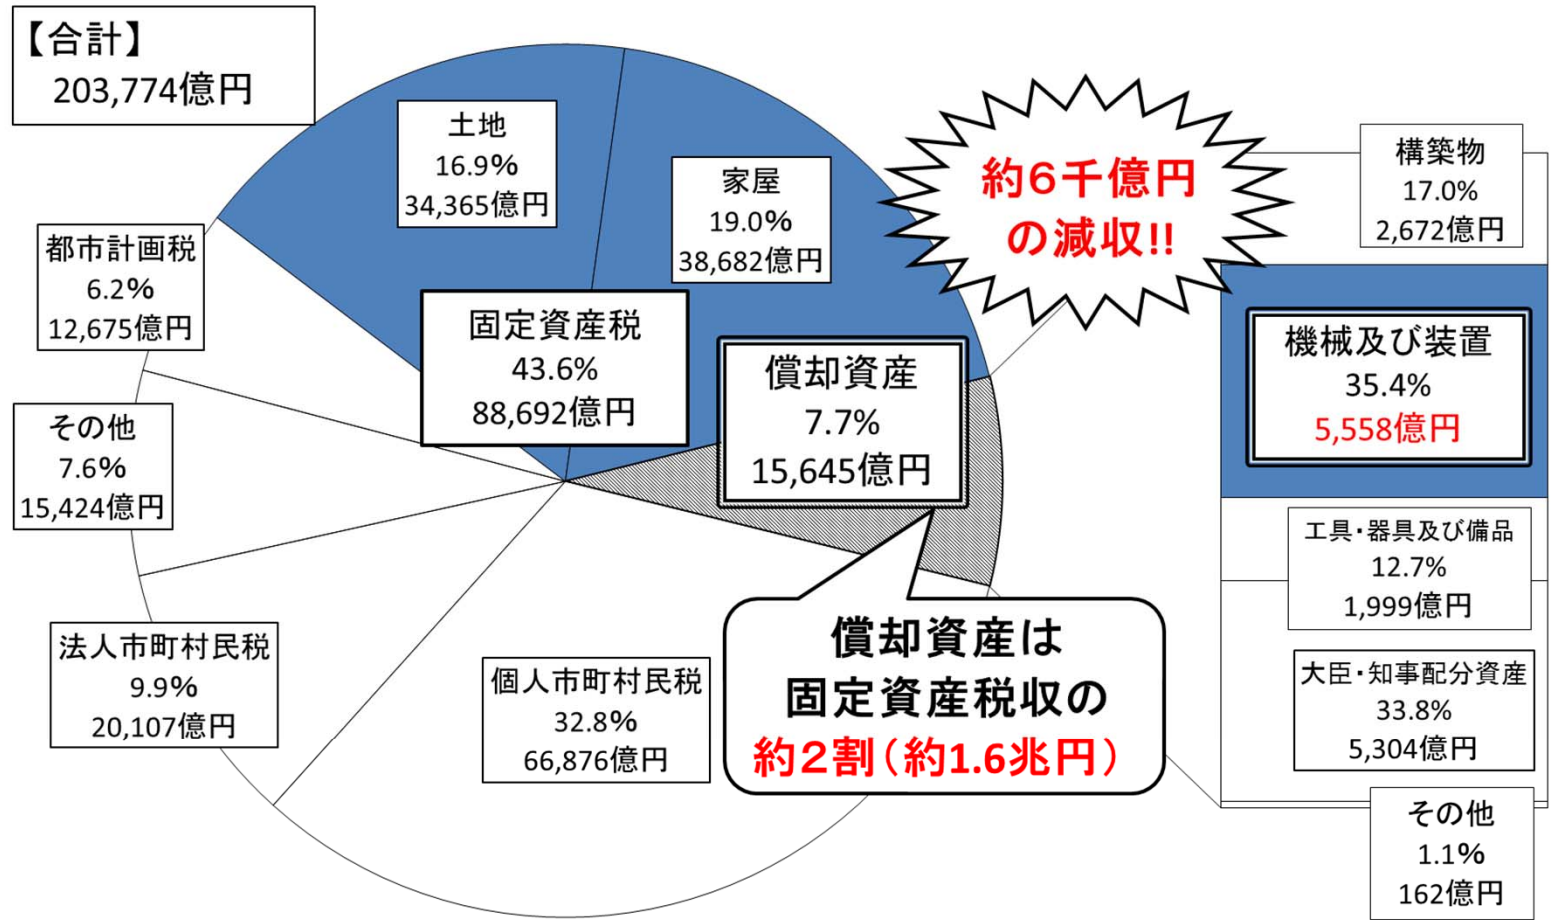 【合計】
203,774億円
土地
16.9%
34,365億円
家屋
19.0%
38,682億円
都市計画税
6.2%
12,675億円
固定資産税
43.6%
88,692億円
償却資産
7.7%
15,645億円
その他
7.6%
15,424億円
法人市町村民税
9.9%
20,107億円
個人市町村民税
32.8%
66,876億円
償却資産は
固定資産税収の
約2割(約1.6兆円)
約6千億円
の減収!!
構築物
17.0%
2,672億円
機械及び装置
35.4%
5,558億円
工具・器具及び備品
12.7%
1,999億円
大臣・知事配分資産
33.8%
5,304億円
その他
1.1%
162億円